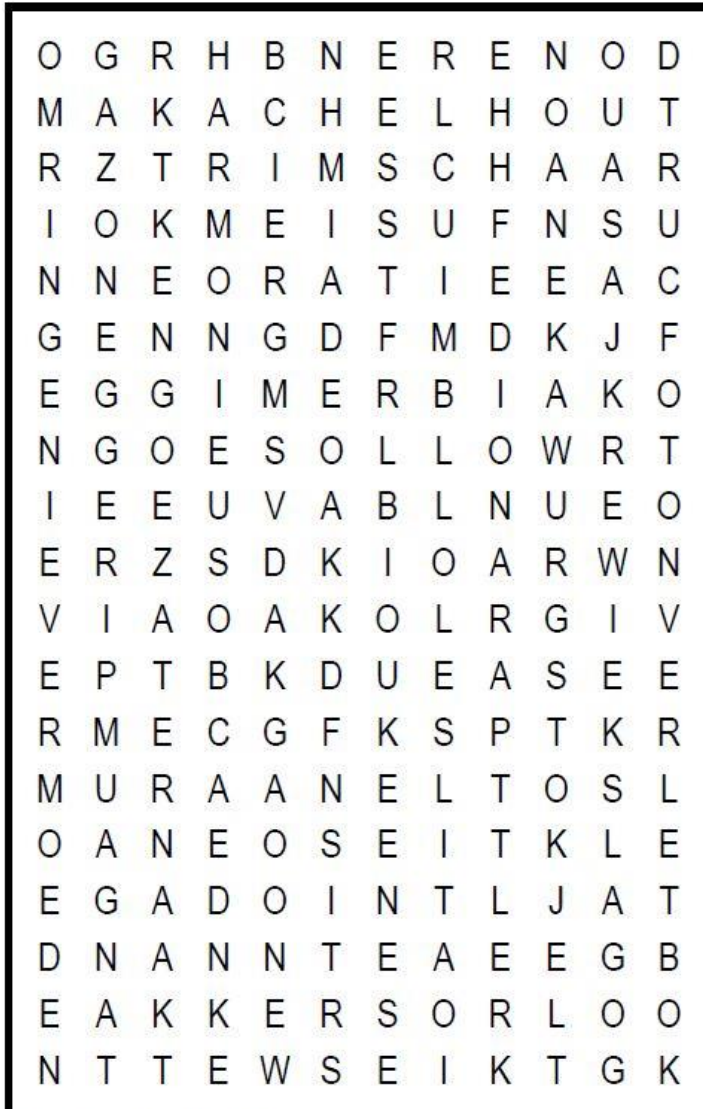 O G R H B N E R E N O D
M A K A C H E L H O U T
R Z T R I M S C H A A R
I O K M E I S U F N S U
N N E O R A T I E E A C
G E N N G D F M D K J F
E G G I M E R B I A K O
N G O E S O L L O W R T
I E E U V A B L N U E O
E R Z S D K I O A R W N
V I A O A K O L R G I V
E P T B K D U E A S E E
R M E C G F K S P T K R
M U R A A N E L T O S L
O A N E O S E I T K L E
E G A D O I N T L J A T
D N A N N T E A E E G B
E A K K E R S O R L O O
N T T E W S E I K T G K